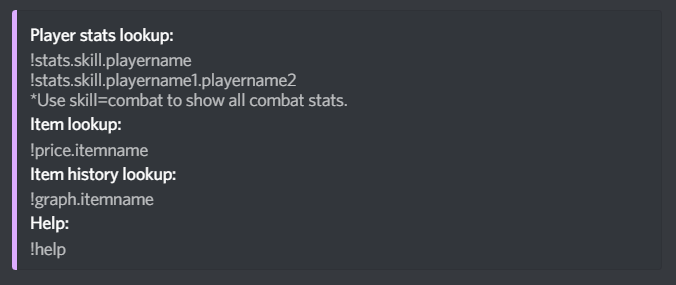 Player stats lookup:
!stats.skill.playername
!stats.skill.playername1.playername2
*Use skill=combat to show all combat stats.
Item lookup:
!price.itemname
Item history lookup:
!graph.itemname
Help:
!help